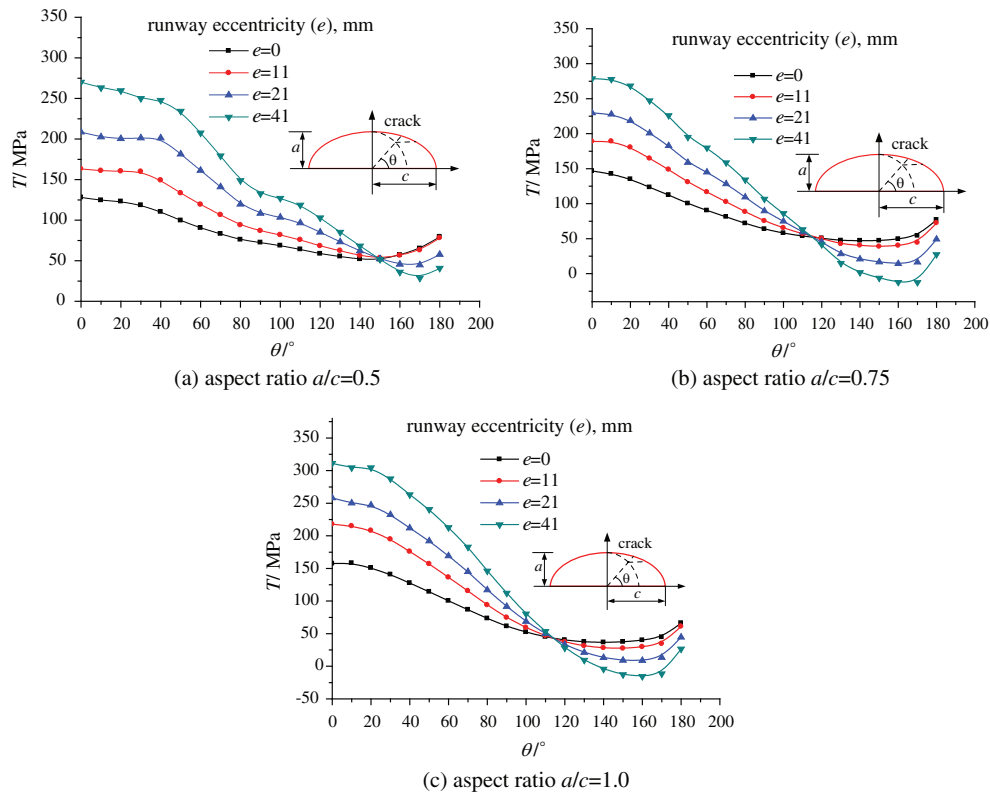 runway eccentricity (e), mm
e=0
e=11
e=21
e=41
crack
a
θ
c
T/ MPa
350
300
250
200
150
100
50
0
0 20 40 60 80 100 120 140 160 180 200
θ/°
(a) aspect ratio a/c=0.5
runway eccentricity (e), mm
e=0
e=11
e=21
e=41
crack
a
θ
c
T/ MPa
350
300
250
200
150
100
50
0
0 20 40 60 80 100 120 140 160 180 200
θ/°
(b) aspect ratio a/c=0.75
runway eccentricity (e), mm
e=0
e=11
e=21
e=41
crack
a
θ
c
T/ MPa
350
300
250
200
150
100
50
0
-50
0 20 40 60 80 100 120 140 160 180 200
θ/°
(c) aspect ratio a/c=1.0